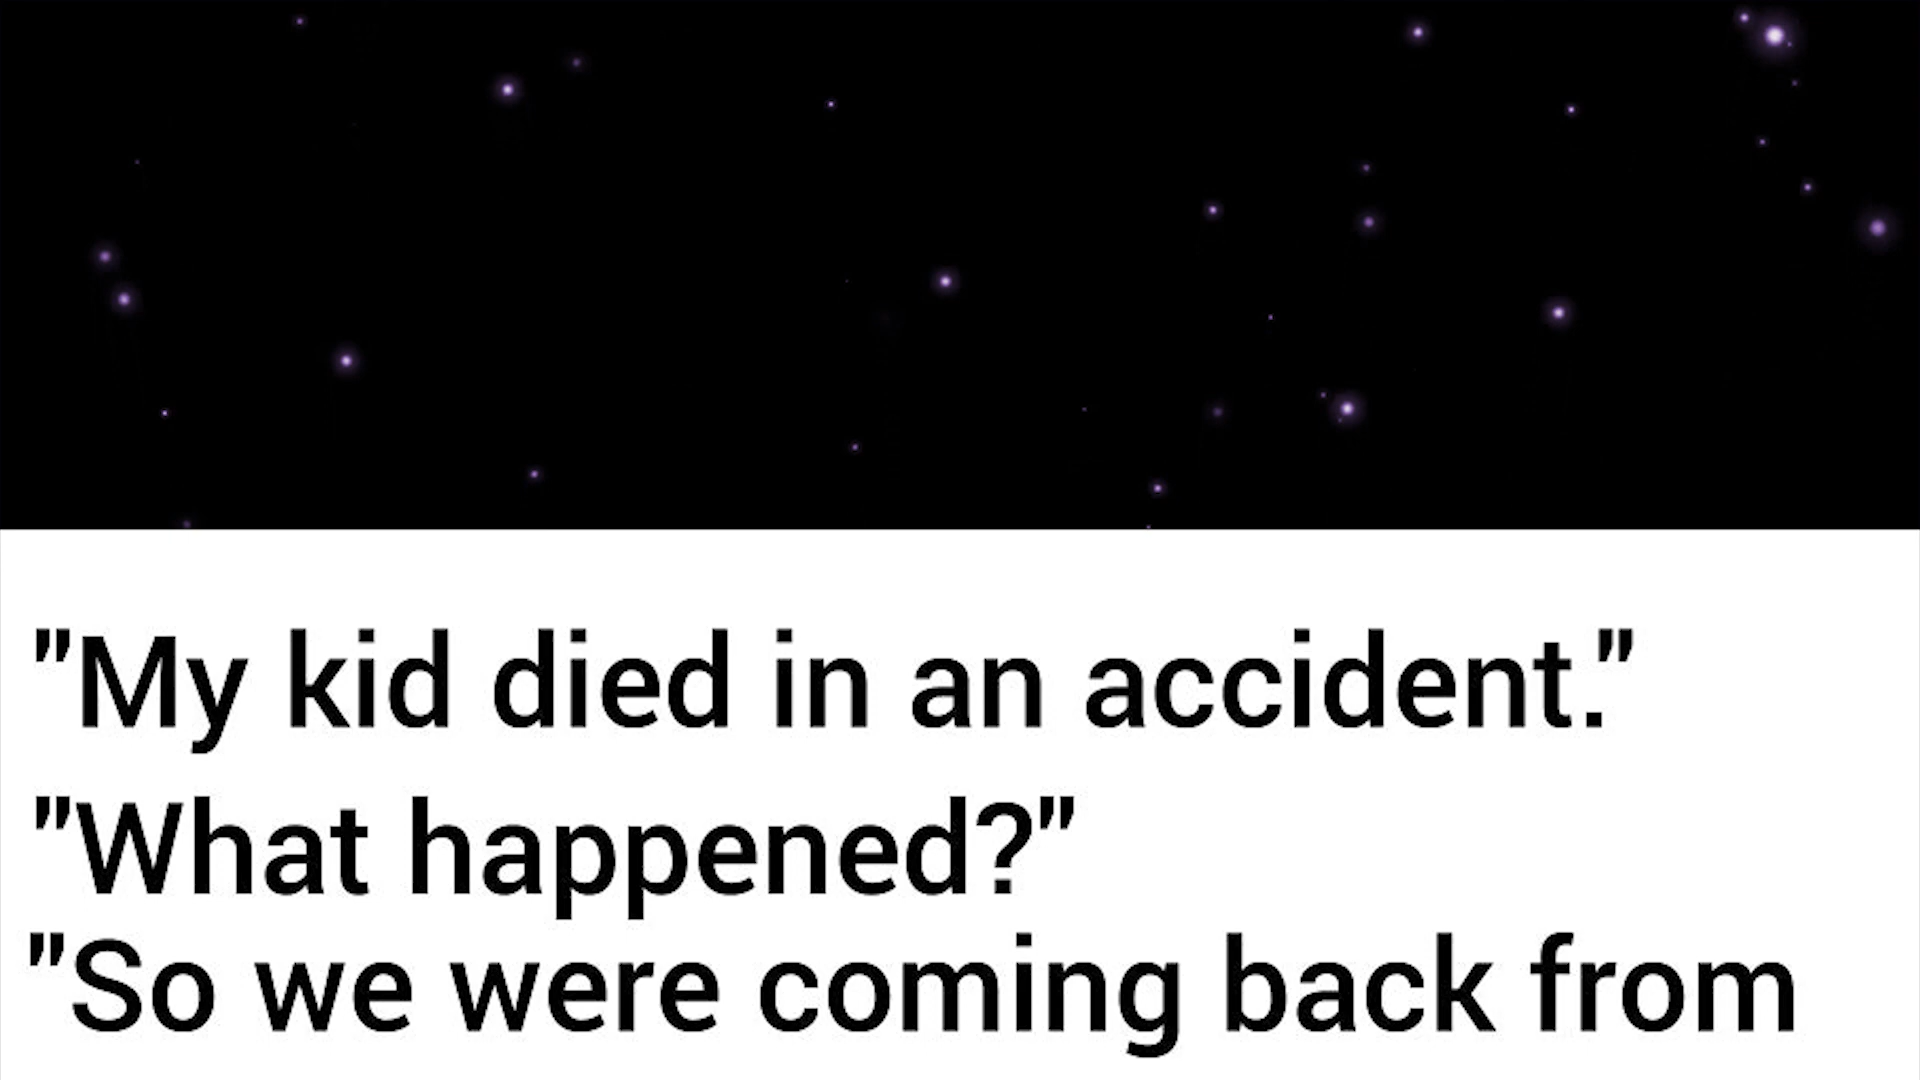 "My kid died in an accident."
"What happened?"
"So we were coming back from